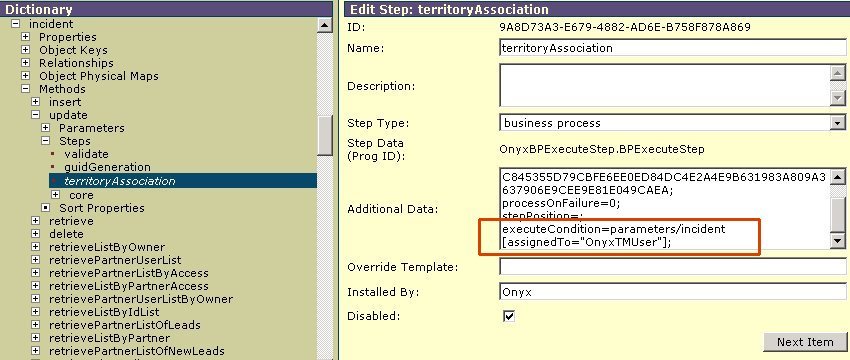 Dictionary
incident
Properties
Object Keys
Relationships
Object Physical Maps
Methods
insert
update
Parameters
Steps
validate
guidGeneration
territoryAssociation
core
Sort Properties
retrieve
delete
retrieveListByOwner
retrievePartnerUserList
retrievePartnerListByAccess
retrieveListByPartnerAccess
retrievePartnerUserListByOwner
retrieveListByIdList
retrievePartnerListOfLeads
retrieveListByPartner
retrievePartnerListOfNewLeads
Edit Step: territoryAssociation
ID: 9A8D73A3-E679-4882-AD6E-B758F878A869
Name: territoryAssociation
Description:
Step Type: business process
Step Data
(Prog ID): OnyxBPExecuteStep.BPExecuteStep
Additional Data:
C845355D79CBFE6EE0ED84DC4E2A4E9B631983A809A3
637906E9CEE9E81E049CAEA;
processOnFailure=0;
stepPosition=;
executeCondition=parameters/incident
[assignedTo="OnyxTMUser"];
Override Template:
Installed By: Onyx
Disabled:
Next Item